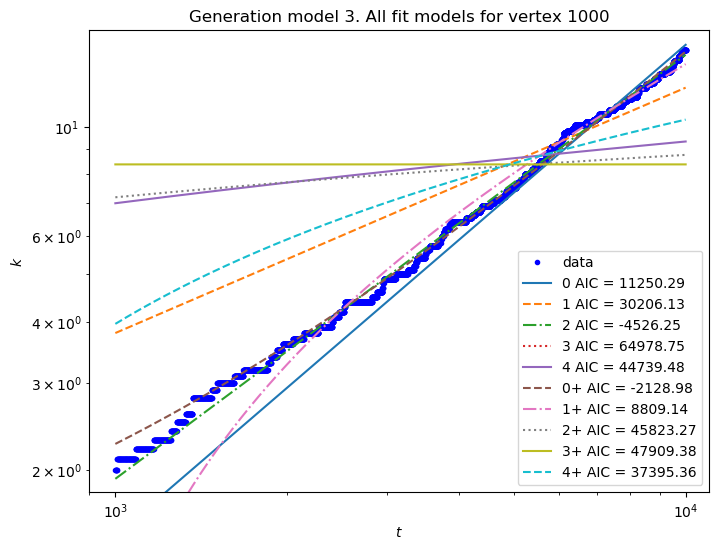 Generation model 3. All fit models for vertex 1000
10¹
6 × 10⁰
4 × 10⁰
3 × 10⁰
2 × 10⁰
k
10³
10⁴
t
data
0 AIC = 11250.29
1 AIC = 30206.13
2 AIC = -4526.25
3 AIC = 64978.75
4 AIC = 44739.48
0+ AIC = -2128.98
1+ AIC = 8809.14
2+ AIC = 45823.27
3+ AIC = 47909.38
4+ AIC = 37395.36